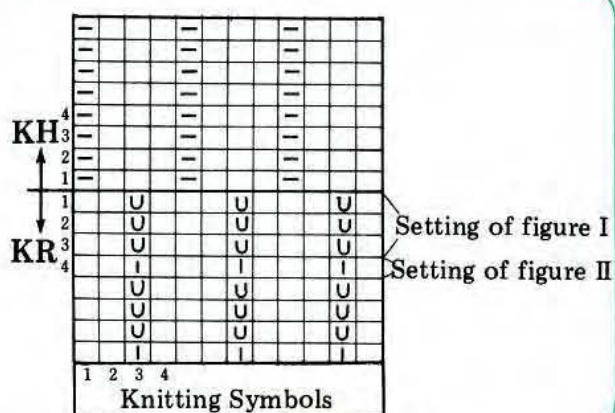 — — —
— — —
— — —
— — —
4 — — —
KH 3 — — —
2 — — —
1 — — —
1 U U U
2 U U U Setting of figure I
KR 3 U U U
4 I I I Setting of figure II
U U U
U U U
U U U
I I I
1 2 3 4
Knitting Symbols